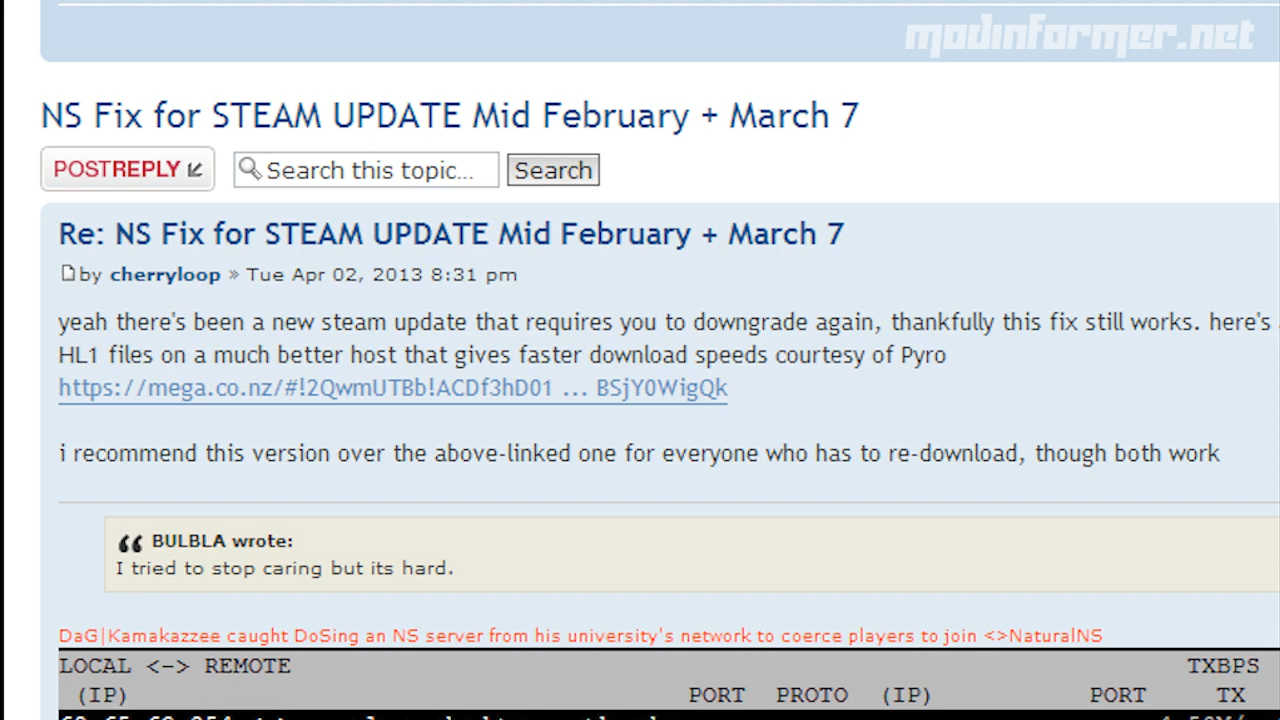 modinformer.net
NS Fix for STEAM UPDATE Mid February + March 7
POSTREPLY Search this topic... Search
Re: NS Fix for STEAM UPDATE Mid February + March 7
by cherryloop » Tue Apr 02, 2013 8:31 pm
yeah there's been a new steam update that requires you to downgrade again, thankfully this fix still works. here's
HL1 files on a much better host that gives faster download speeds courtesy of Pyro
https://mega.co.nz/#!2QwmUTBb!ACDf3hD01 ... BSjY0WigQk
i recommend this version over the above-linked one for everyone who has to re-download, though both work
BULBLA wrote:
I tried to stop caring but its hard.
DaG|Kamakazzee caught DoSing an NS server from his university's network to coerce players to join <>NaturalNS
LOCAL <-> REMOTE TXBPS
(IP) PORT PROTO (IP) PORT TX